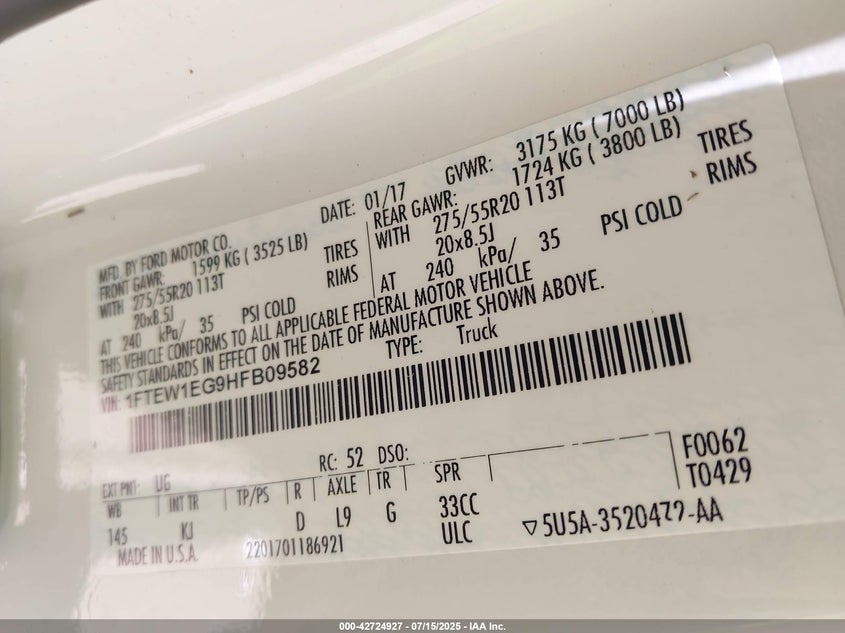 MFD. BY FORD MOTOR CO.
DATE: 01/17
GVWR: 3175 KG ( 7000 LB)
FRONT GAWR: 1599 KG ( 3525 LB)
REAR GAWR: 1724 KG ( 3800 LB)
WITH 275/55R20 113T TIRES
WITH 275/55R20 113T TIRES
20x8.5J RIMS
20x8.5J RIMS
AT 240 kPa/ 35 PSI COLD
AT 240 kPa/ 35 PSI COLD
THIS VEHICLE CONFORMS TO ALL APPLICABLE FEDERAL MOTOR VEHICLE
SAFETY STANDARDS IN EFFECT ON THE DATE OF MANUFACTURE SHOWN ABOVE.
VIN: 1FTEW1EG9HFB09582
TYPE: Truck
EXT PNT: UG RC: 52 DSO:
WB INT TR TP/PS R AXLE TR SPR
145 KJ D L9 G 33CC
ULC
F0062
T0429
MADE IN U.S.A. 2201701186921
▽5U5A-3520472-AA
000-42724927 - 07/15/2025 - IAA Inc.